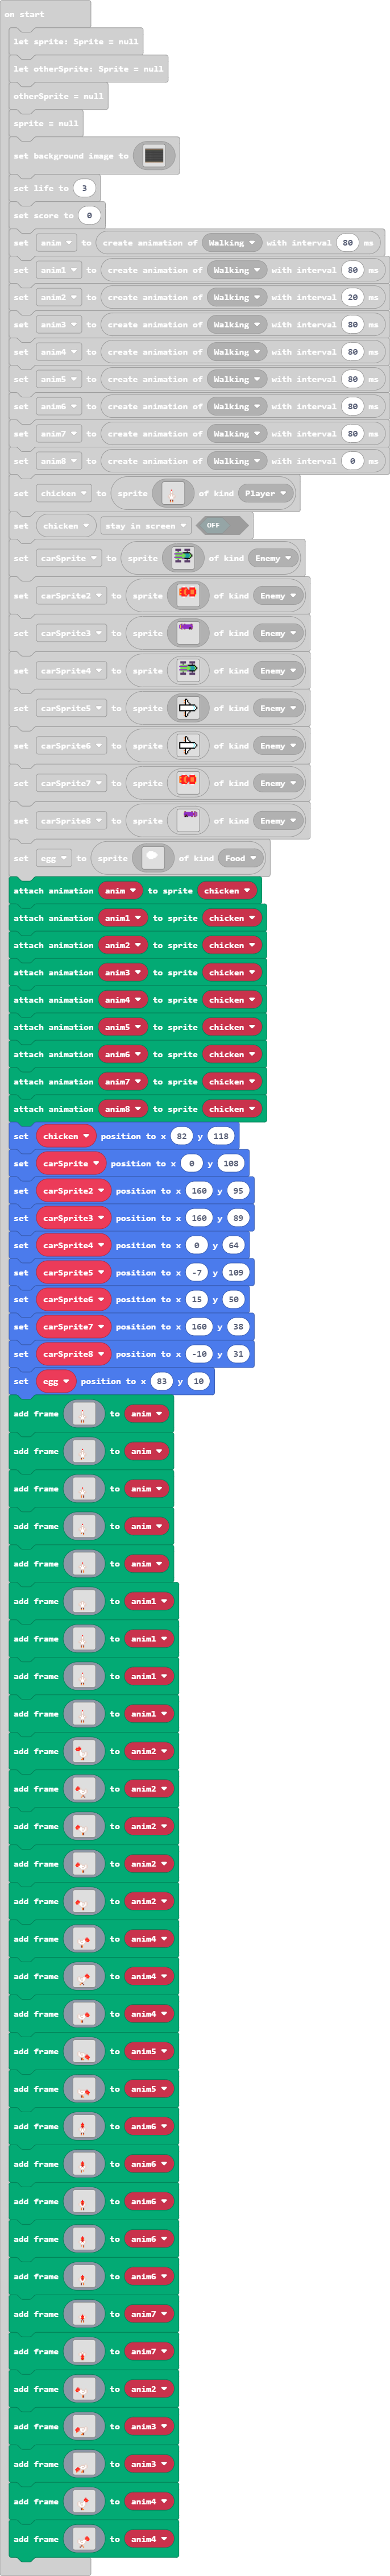 on start
let sprite: Sprite = null
let otherSprite: Sprite = null
otherSprite = null
sprite = null
set background image to
set life to 3
set score to 0
set anim to create animation of Walking with interval 80 ms
set anim1 to create animation of Walking with interval 80 ms
set anim2 to create animation of Walking with interval 20 ms
set anim3 to create animation of Walking with interval 80 ms
set anim4 to create animation of Walking with interval 80 ms
set anim5 to create animation of Walking with interval 80 ms
set anim6 to create animation of Walking with interval 80 ms
set anim7 to create animation of Walking with interval 80 ms
set anim8 to create animation of Walking with interval 0 ms
set chicken to sprite of kind Player
set chicken stay in screen OFF
set carSprite to sprite of kind Enemy
set carSprite2 to sprite of kind Enemy
set carSprite3 to sprite of kind Enemy
set carSprite4 to sprite of kind Enemy
set carSprite5 to sprite of kind Enemy
set carSprite6 to sprite of kind Enemy
set carSprite7 to sprite of kind Enemy
set carSprite8 to sprite of kind Enemy
set egg to sprite of kind Food
attach animation anim to sprite chicken
attach animation anim1 to sprite chicken
attach animation anim2 to sprite chicken
attach animation anim3 to sprite chicken
attach animation anim4 to sprite chicken
attach animation anim5 to sprite chicken
attach animation anim6 to sprite chicken
attach animation anim7 to sprite chicken
attach animation anim8 to sprite chicken
set chicken position to x 82 y 118
set carSprite position to x 0 y 108
set carSprite2 position to x 160 y 95
set carSprite3 position to x 160 y 89
set carSprite4 position to x 0 y 64
set carSprite5 position to x -7 y 109
set carSprite6 position to x 15 y 50
set carSprite7 position to x 160 y 38
set carSprite8 position to x -10 y 31
set egg position to x 83 y 10
add frame to anim
add frame to anim
add frame to anim
add frame to anim
add frame to anim
add frame to anim1
add frame to anim1
add frame to anim1
add frame to anim1
add frame to anim2
add frame to anim2
add frame to anim2
add frame to anim2
add frame to anim2
add frame to anim4
add frame to anim4
add frame to anim4
add frame to anim5
add frame to anim5
add frame to anim6
add frame to anim6
add frame to anim6
add frame to anim6
add frame to anim6
add frame to anim7
add frame to anim7
add frame to anim2
add frame to anim3
add frame to anim3
add frame to anim4
add frame to anim4